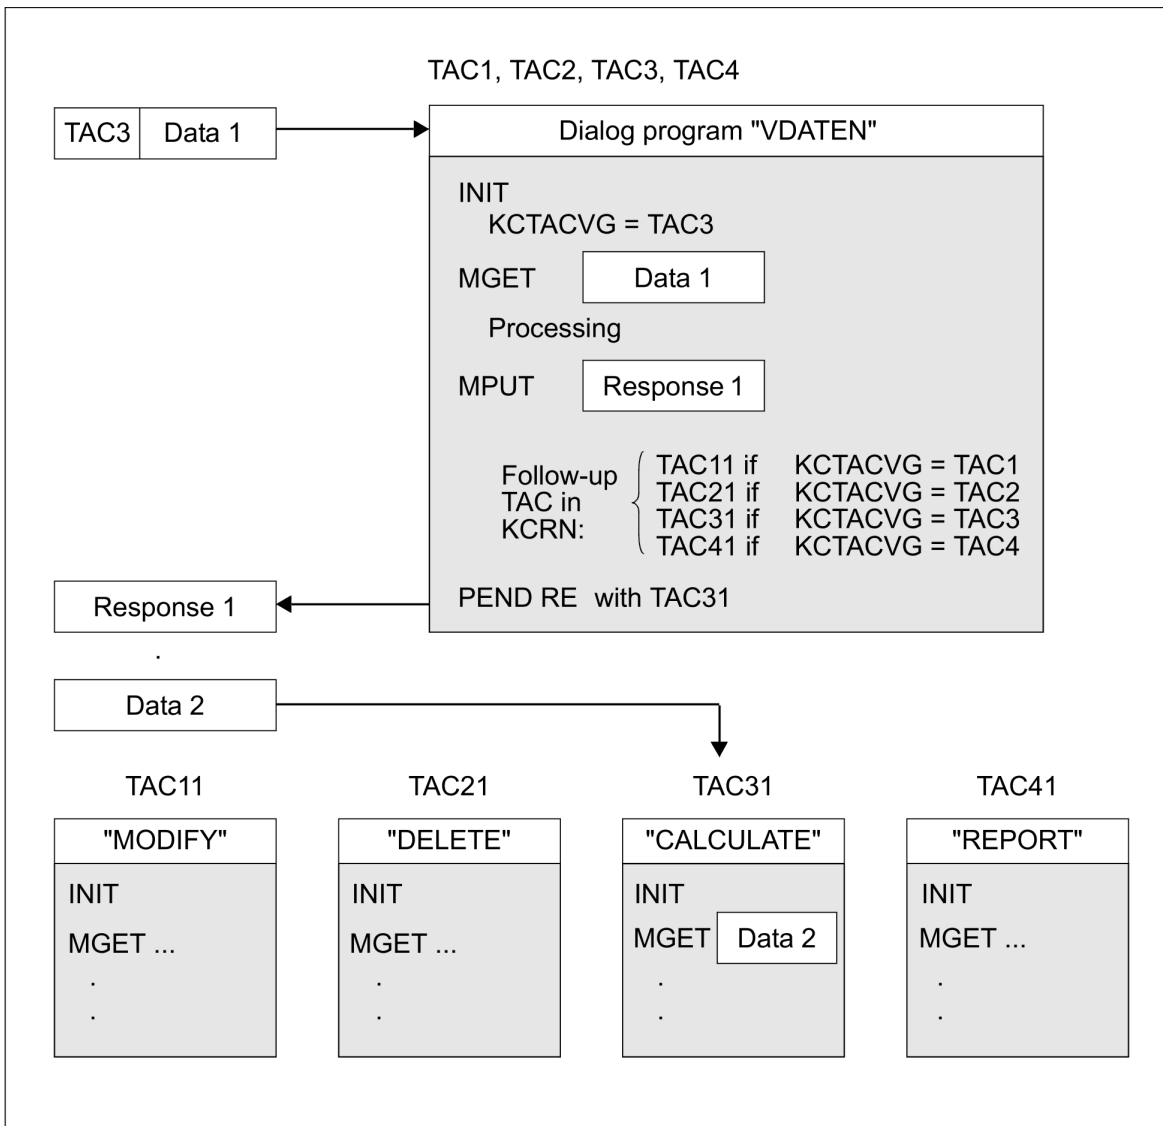 TAC1, TAC2, TAC3, TAC4
TAC3 Data 1
Dialog program "VDATEN"
INIT
KCTACVG = TAC3
MGET Data 1
Processing
MPUT Response 1
Follow-up
TAC in
KCRN:
TAC11 if KCTACVG = TAC1
TAC21 if KCTACVG = TAC2
TAC31 if KCTACVG = TAC3
TAC41 if KCTACVG = TAC4
PEND RE with TAC31
Response 1
.
Data 2
TAC11 TAC21 TAC31 TAC41
"MODIFY" "DELETE" "CALCULATE" "REPORT"
INIT INIT INIT INIT
MGET ... MGET ... MGET Data 2 MGET ...
. . . .
. . . .